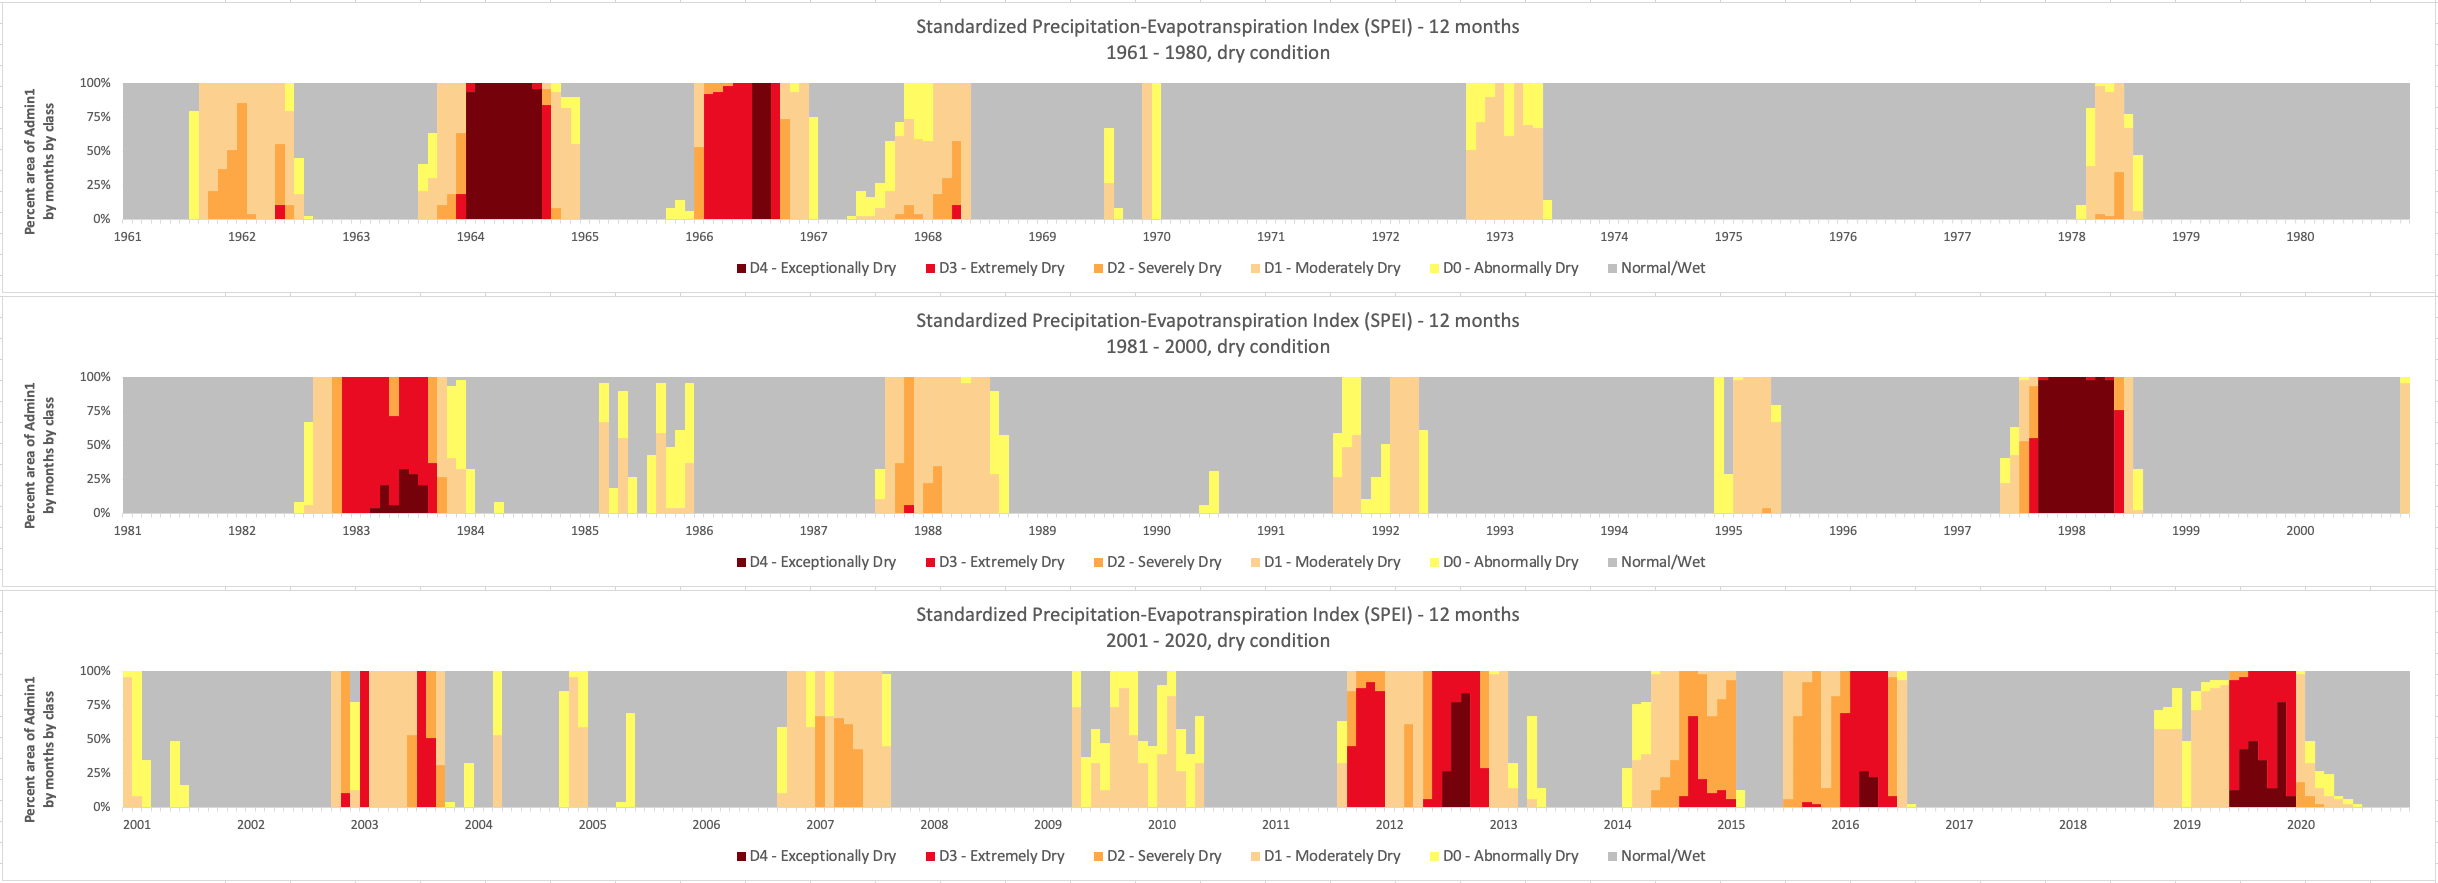 Standardized Precipitation-Evapotranspiration Index (SPEI) - 12 months
1961 - 1980, dry condition
Percent area of Admin1
by months by class
100%
75%
50%
25%
0%
1961 1962 1963 1964 1965 1966 1967 1968 1969 1970 1971 1972 1973 1974 1975 1976 1977 1978 1979 1980
D4 - Exceptionally Dry D3 - Extremely Dry D2 - Severely Dry D1 - Moderately Dry D0 - Abnormally Dry Normal/Wet
Standardized Precipitation-Evapotranspiration Index (SPEI) - 12 months
1981 - 2000, dry condition
Percent area of Admin1
by months by class
100%
75%
50%
25%
0%
1981 1982 1983 1984 1985 1986 1987 1988 1989 1990 1991 1992 1993 1994 1995 1996 1997 1998 1999 2000
D4 - Exceptionally Dry D3 - Extremely Dry D2 - Severely Dry D1 - Moderately Dry D0 - Abnormally Dry Normal/Wet
Standardized Precipitation-Evapotranspiration Index (SPEI) - 12 months
2001 - 2020, dry condition
Percent area of Admin1
by months by class
100%
75%
50%
25%
0%
2001 2002 2003 2004 2005 2006 2007 2008 2009 2010 2011 2012 2013 2014 2015 2016 2017 2018 2019 2020
D4 - Exceptionally Dry D3 - Extremely Dry D2 - Severely Dry D1 - Moderately Dry D0 - Abnormally Dry Normal/Wet